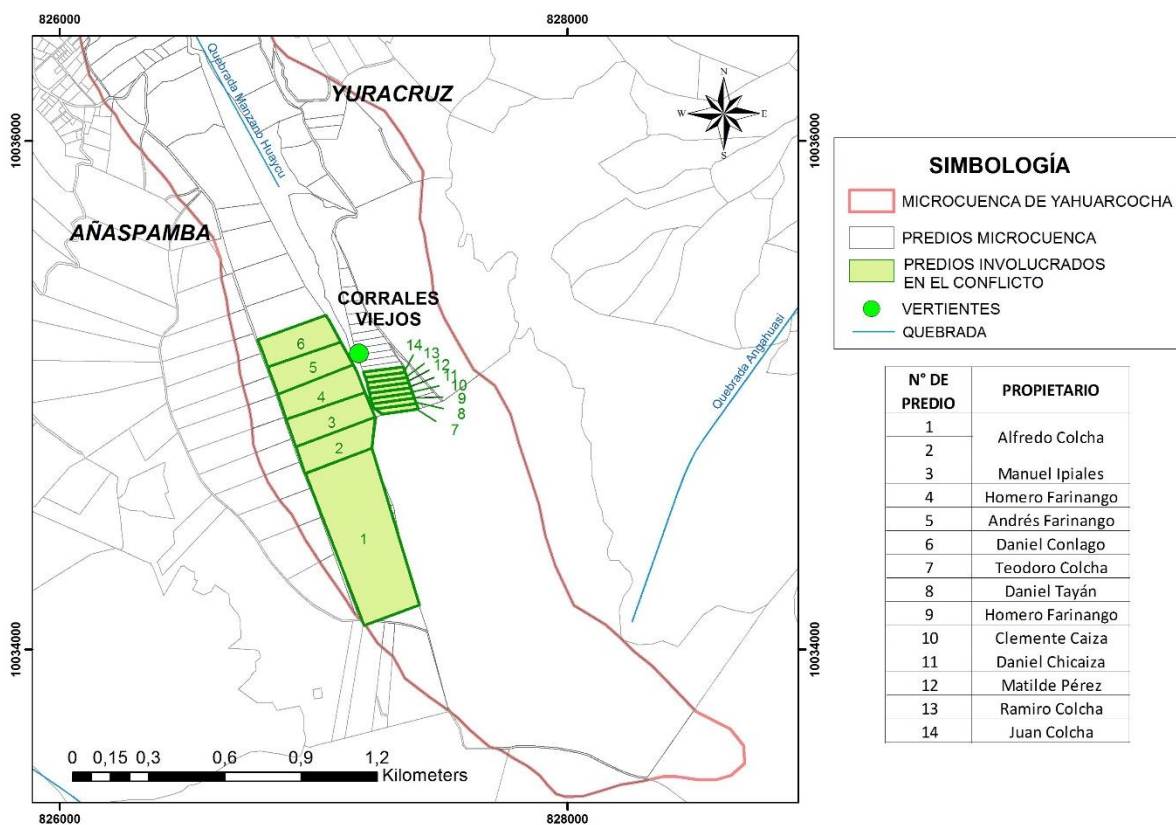 826000
828000
Quebrada Manzano Huaycu
YURACRUZ
N
W
E
S
10036000
10036000
AÑASPAMBA
CORRALES
VIEJOS
14
13
12
11
10
9
8
7
6
5
4
3
2
1
Quebrada Angahuasi
10034000
10034000
0 0,15 0,3 0,6 0,9 1,2
Kilometers
826000
828000
SIMBOLOGÍA
MICROCUENCA DE YAHUARCOCHA
PREDIOS MICROCUENCA
PREDIOS INVOLUCRADOS
EN EL CONFLICTO
VERTIENTES
QUEBRADA
N° DE PREDIO PROPIETARIO
1 Alfredo Colcha
2
3 Manuel Ipiales
4 Homero Farinango
5 Andrés Farinango
6 Daniel Conlago
7 Teodoro Colcha
8 Daniel Tayán
9 Homero Farinango
10 Clemente Caiza
11 Daniel Chicaiza
12 Matilde Pérez
13 Ramiro Colcha
14 Juan Colcha